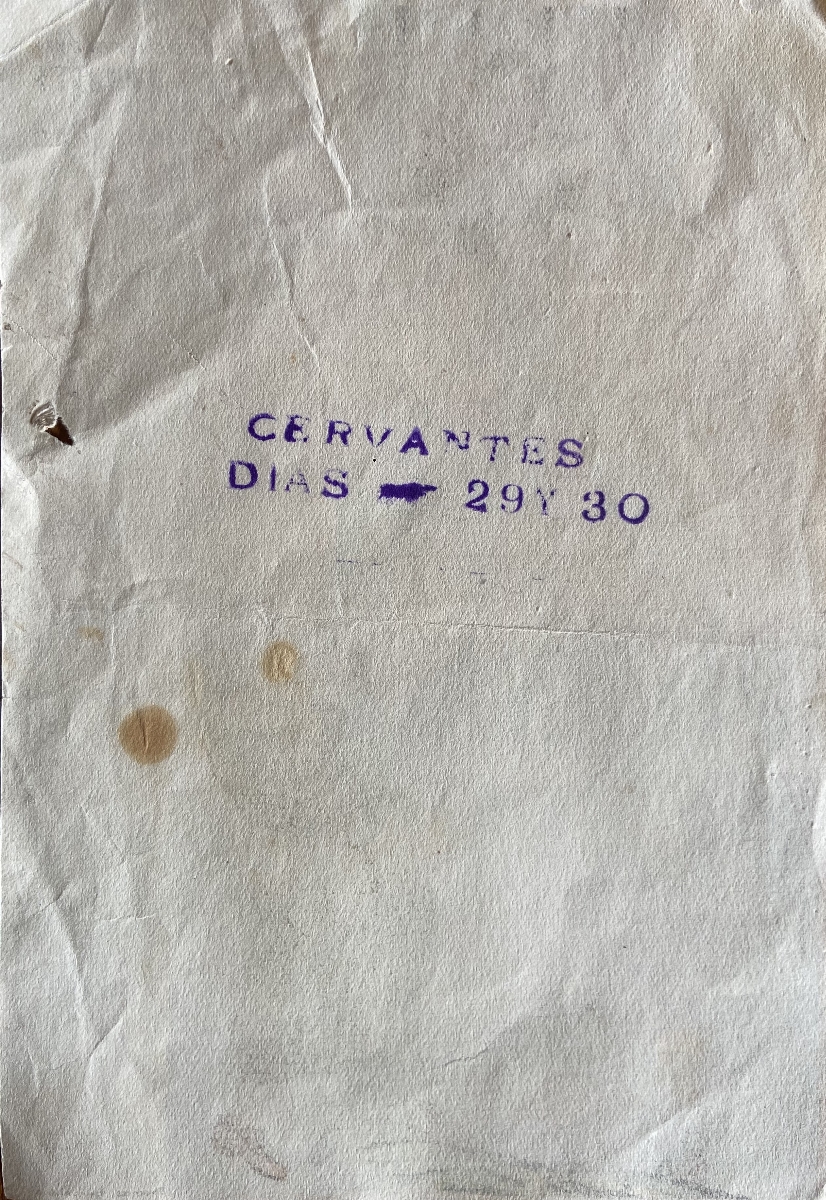 CERVANTES
DIAS 29 Y 30